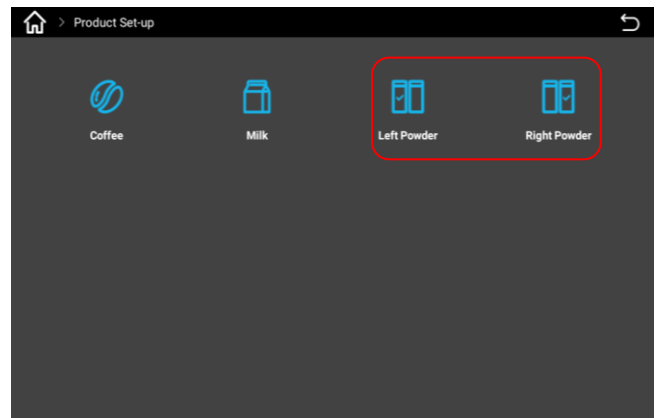 > Product Set-up
Coffee
Milk
Left Powder
Right Powder